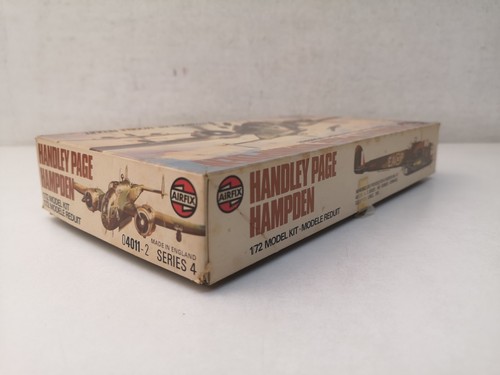 HANDLEY PAGE
HAMPDEN
1/72 MODEL KIT
MODELE REDUIT
AIRFIX
04011-2
MADE IN ENGLAND
SERIES 4
AIRFIX
HANDLEY PAGE
HAMPDEN
1/72 MODEL KIT - MODELE REDUIT